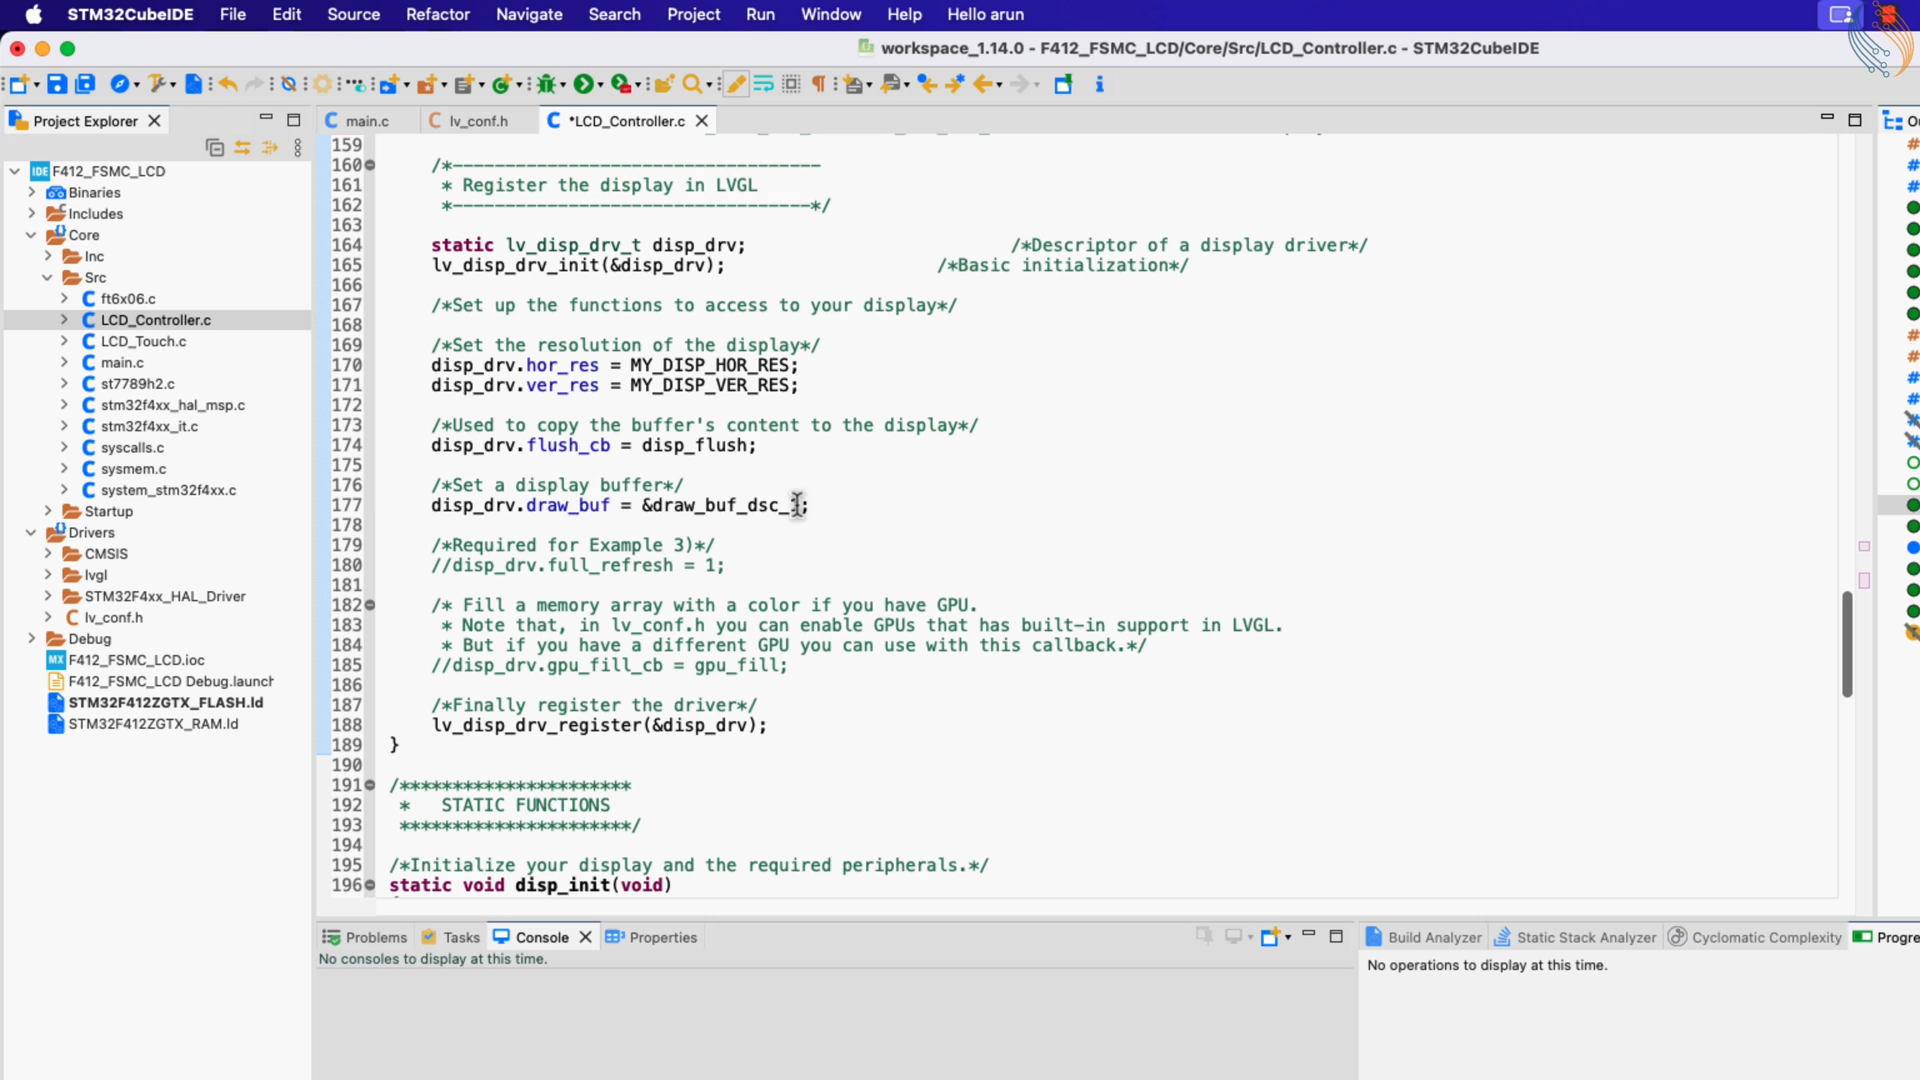 STM32CubeIDE File Edit Source Refactor Navigate Search Project Run Window Help Hello arun
workspace_1.14.0 - F412_FSMC_LCD/Core/Src/LCD_Controller.c - STM32CubeIDE
Project Explorer
F412_FSMC_LCD
Binaries
Includes
Core
Inc
Src
ft6x06.c
LCD_Controller.c
LCD_Touch.c
main.c
st7789h2.c
stm32f4xx_hal_msp.c
stm32f4xx_it.c
syscalls.c
sysmem.c
system_stm32f4xx.c
Startup
Drivers
CMSIS
lvgl
STM32F4xx_HAL_Driver
lv_conf.h
Debug
F412_FSMC_LCD.ioc
F412_FSMC_LCD Debug.launch
STM32F412ZGTX_FLASH.ld
STM32F412ZGTX_RAM.ld
main.c lv_conf.h *LCD_Controller.c
159
160 /*----------------------------------
161 * Register the display in LVGL
162 *----------------------------------*/
163
164 static lv_disp_drv_t disp_drv; /*Descriptor of a display driver*/
165 lv_disp_drv_init(&disp_drv); /*Basic initialization*/
166
167 /*Set up the functions to access to your display*/
168
169 /*Set the resolution of the display*/
170 disp_drv.hor_res = MY_DISP_HOR_RES;
171 disp_drv.ver_res = MY_DISP_VER_RES;
172
173 /*Used to copy the buffer's content to the display*/
174 disp_drv.flush_cb = disp_flush;
175
176 /*Set a display buffer*/
177 disp_drv.draw_buf =
178
179 /*Required for Example 3)*/
180 //disp_drv.full_refresh = 1;
181
182 /* Fill a memory array with a color if you have GPU.
183 * Note that, in lv_conf.h you can enable GPUs that has built-in support in LVGL.
184 * But if you have a different GPU you can use with this callback.*/
185 //disp_drv.gpu_fill_cb = gpu_fill;
186
187 /*Finally register the driver*/
188 lv_disp_drv_register(&disp_drv);
189 }
190
191 /**********************
192 * STATIC FUNCTIONS
193 **********************/
194
195 /*Initialize your display and the required peripherals.*/
196 static void disp_init(void)
Problems Tasks Console Properties
No consoles to display at this time.
Build Analyzer Static Stack Analyzer Cyclomatic Complexity Progre
No operations to display at this time.